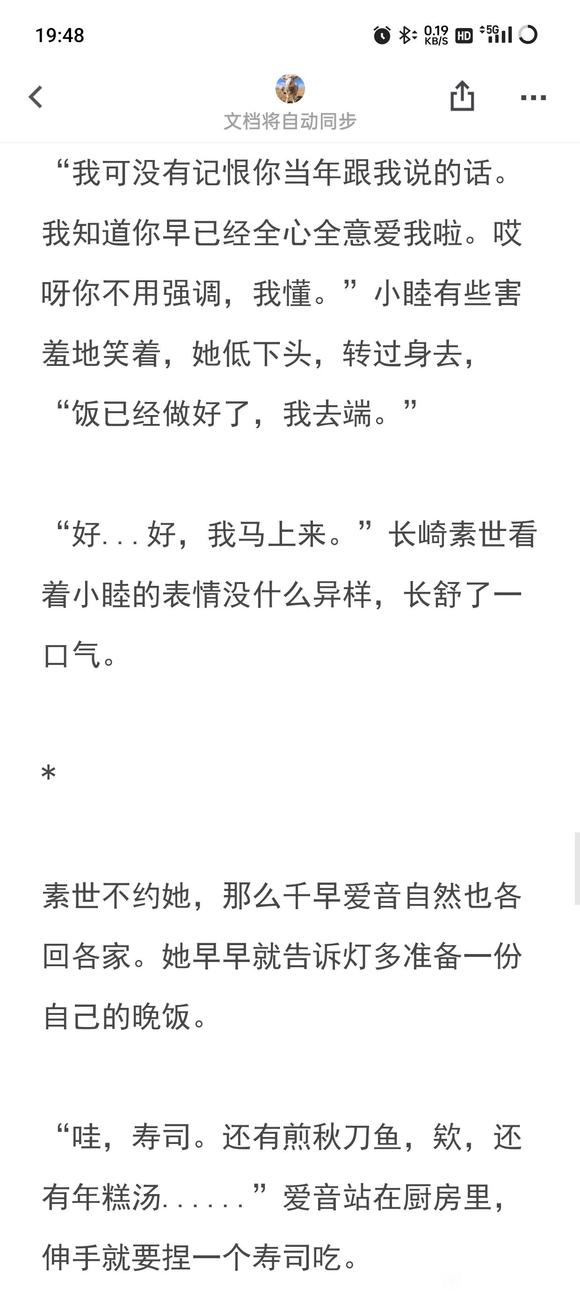 19:48
0.19 KB/S HD 5G
文档将自动同步
“我可没有记恨你当年跟我说的话。
我知道你早已经全心全意爱我啦。哎
呀你不用强调，我懂。”小睦有些害
羞地笑着，她低下头，转过身去，
“饭已经做好了，我去端。”
“好...好，我马上来。”长崎素世看
着小睦的表情没什么异样，长舒了一
口气。
*
素世不约她，那么千早爱音自然也各
回各家。她早早就告诉灯多准备一份
自己的晚饭。
“哇，寿司。还有煎秋刀鱼，欸，还
有年糕汤......”爱音站在厨房里，
伸手就要捏一个寿司吃。